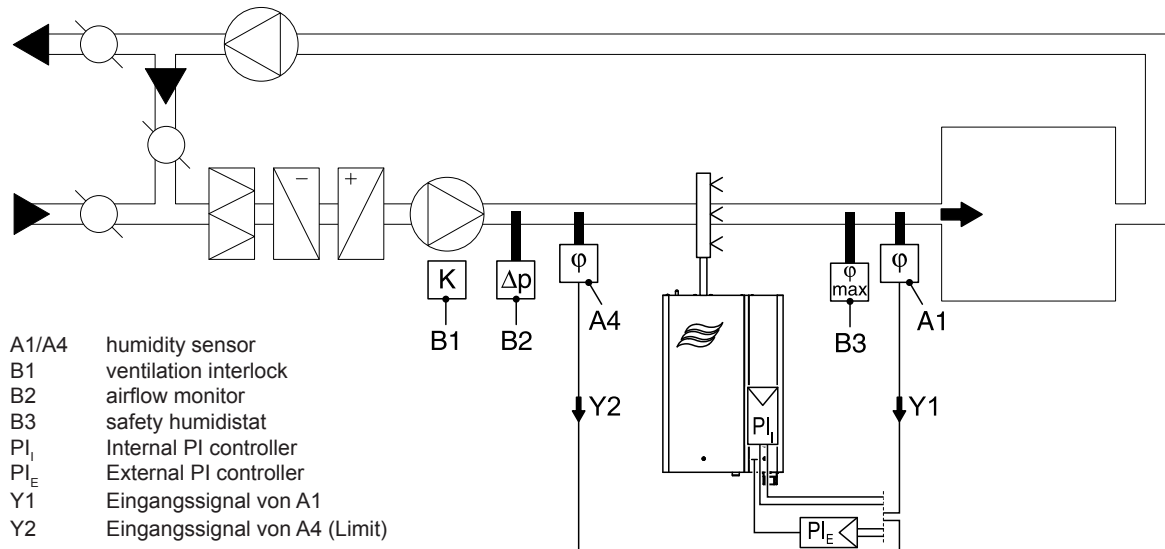 − +
K Δp φ φ max φ
B1 B2 A4 B3 A1
Y2 Y1
PII
PIE
A1/A4 humidity sensor
B1 ventilation interlock
B2 airflow monitor
B3 safety humidistat
PII Internal PI controller
PIE External PI controller
Y1 Eingangssignal von A1
Y2 Eingangssignal von A4 (Limit)